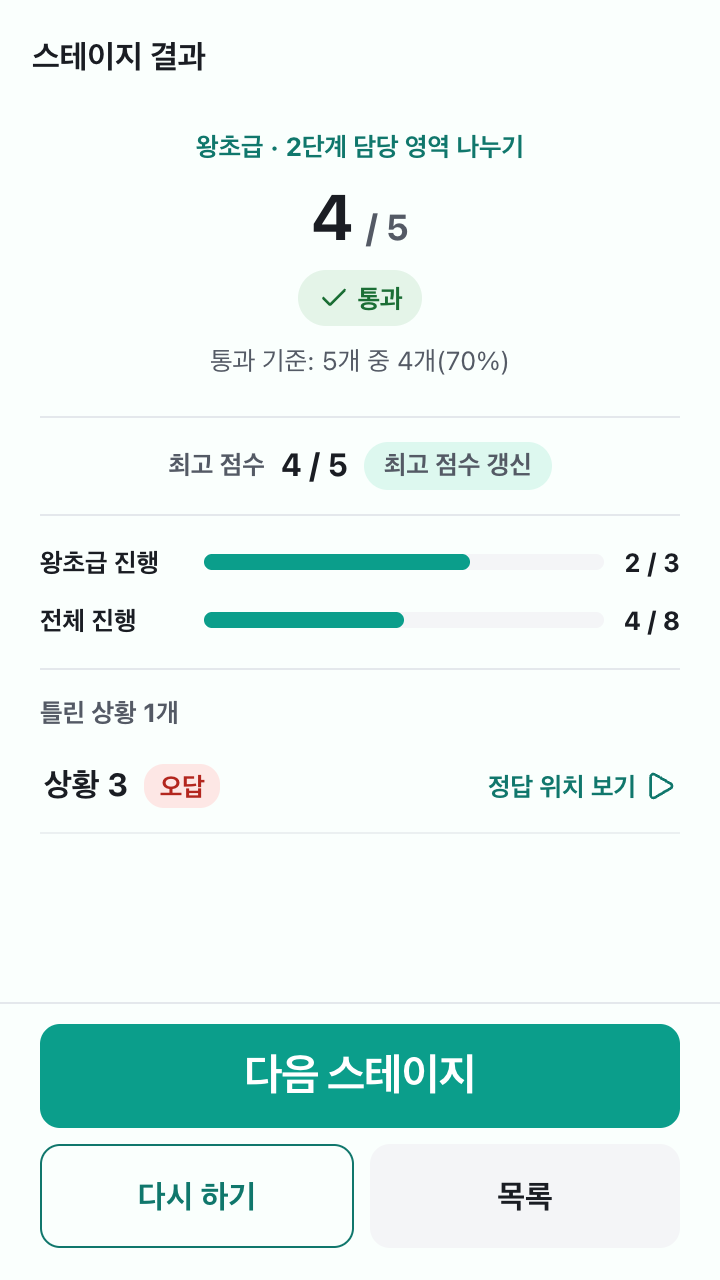 스테이지 결과
왕초급 · 2단계 담당 영역 나누기
4 / 5
통과
통과 기준: 5개 중 4개(70%)
최고 점수 4 / 5 최고 점수 갱신
왕초급 진행 2 / 3
전체 진행 4 / 8
틀린 상황 1개
상황 3 오답 정답 위치 보기
다음 스테이지
다시 하기 목록